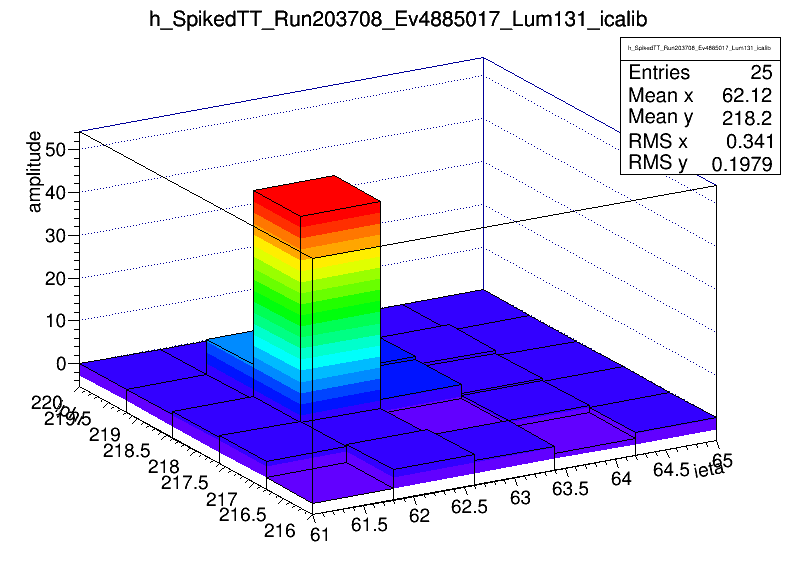 h_SpikedTT_Run203708_Ev4885017_Lum131_icalib
h_SpikedTT_Run203708_Ev4885017_Lum131_icalib
Entries 25
Mean x 62.12
Mean y 218.2
RMS x 0.341
RMS y 0.1979
amplitude
50
40
30
20
10
0
220
219.5
219
218.5
218
217.5
217
216.5
216
61
61.5
62
62.5
63
63.5
64
64.5
65
ieta